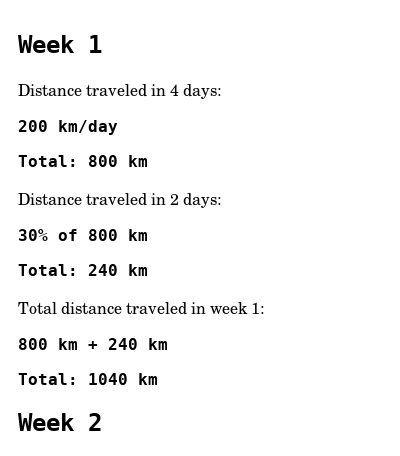 Week 1
Distance traveled in 4 days:
200 km/day
Total: 800 km
Distance traveled in 2 days:
30% of 800 km
Total: 240 km
Total distance traveled in week 1:
800 km + 240 km
Total: 1040 km
Week 2